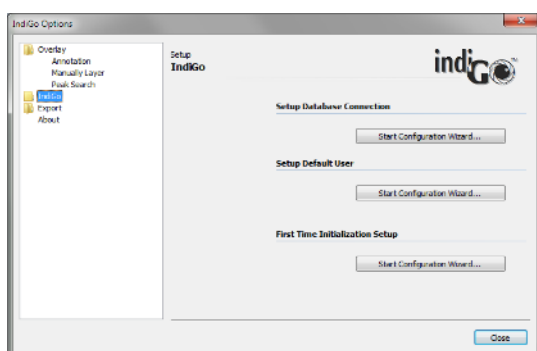 IndiGo Options
Overlay
Annotation
Manually Layer
Peak Search
IndiGo
Export
About
Setup
IndiGo
indiGo
Setup Database Connection
Start Configuration Wizard...
Setup Default User
Start Configuration Wizard...
First Time Initialization Setup
Start Configuration Wizard...
Close